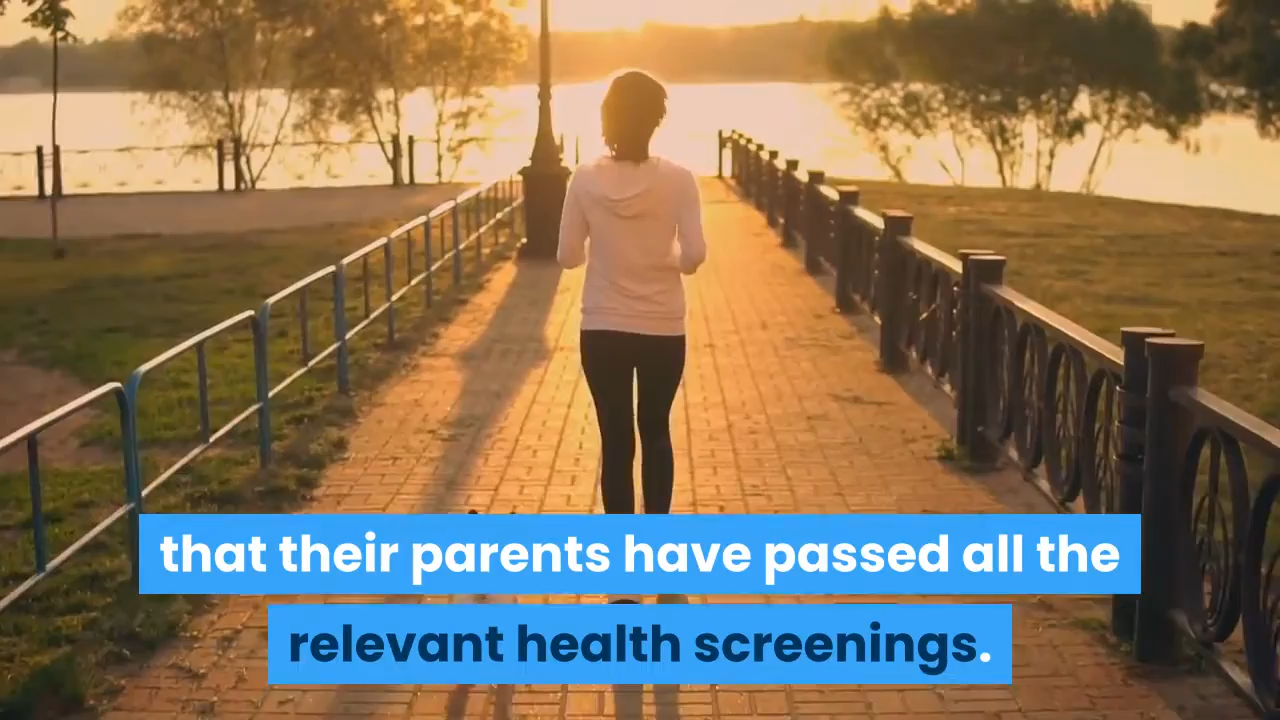 that their parents have passed all the
relevant health screenings.